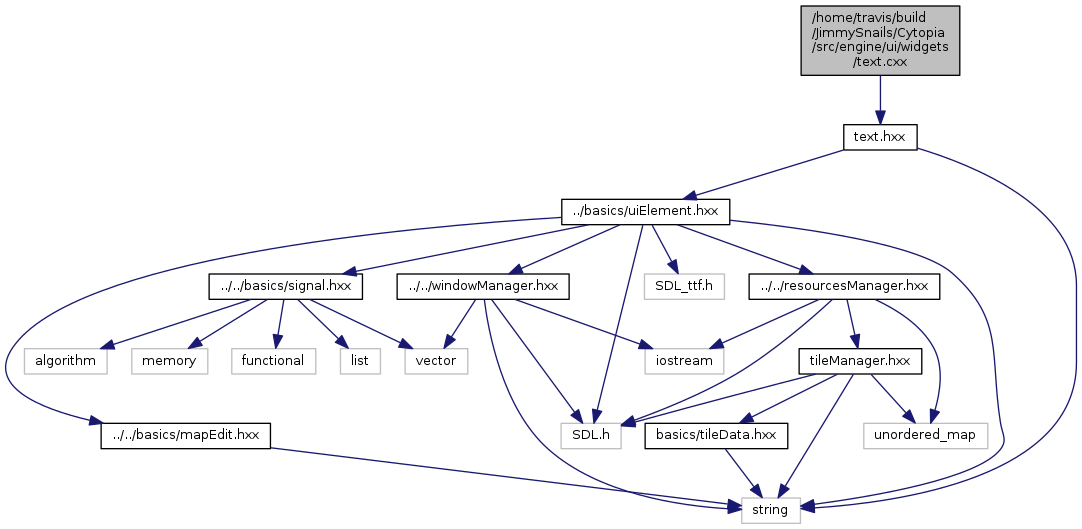 /home/travis/build
/JimmySnails/Cytopia
/src/engine/ui/widgets
/text.cxx
text.hxx
../basics/uiElement.hxx
../../basics/signal.hxx
../../windowManager.hxx
SDL_ttf.h
../../resourcesManager.hxx
algorithm
memory
functional
list
vector
iostream
tileManager.hxx
../../basics/mapEdit.hxx
SDL.h
basics/tileData.hxx
unordered_map
string